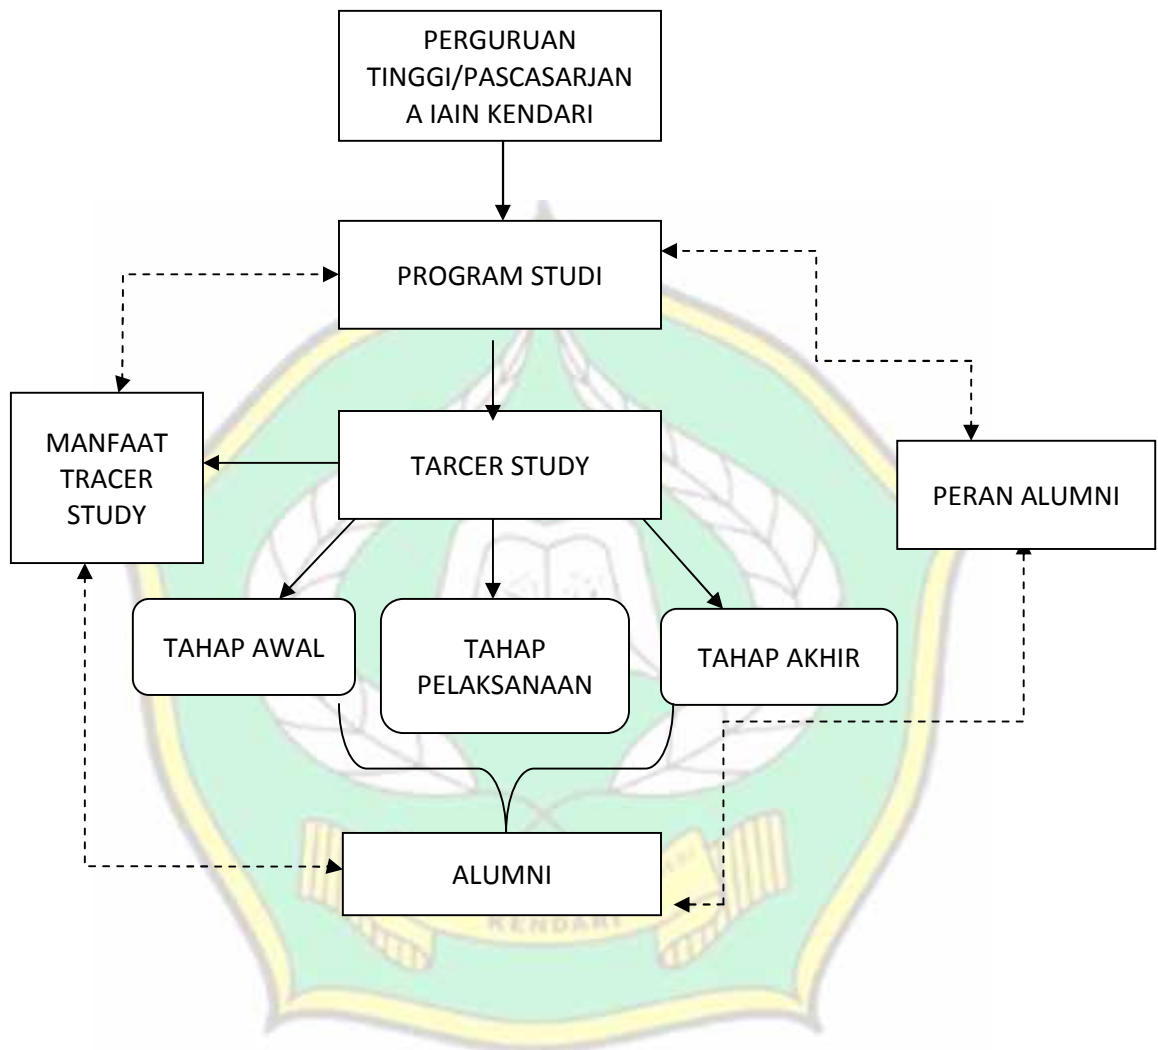 PERGURUAN
TINGGI/PASCASARJAN
A IAIN KENDARI
PROGRAM STUDI
MANFAAT
TRACER
STUDY
TARCER STUDY
PERAN ALUMNI
TAHAP AWAL
TAHAP
PELAKSANAAN
TAHAP AKHIR
ALUMNI
KENDARI